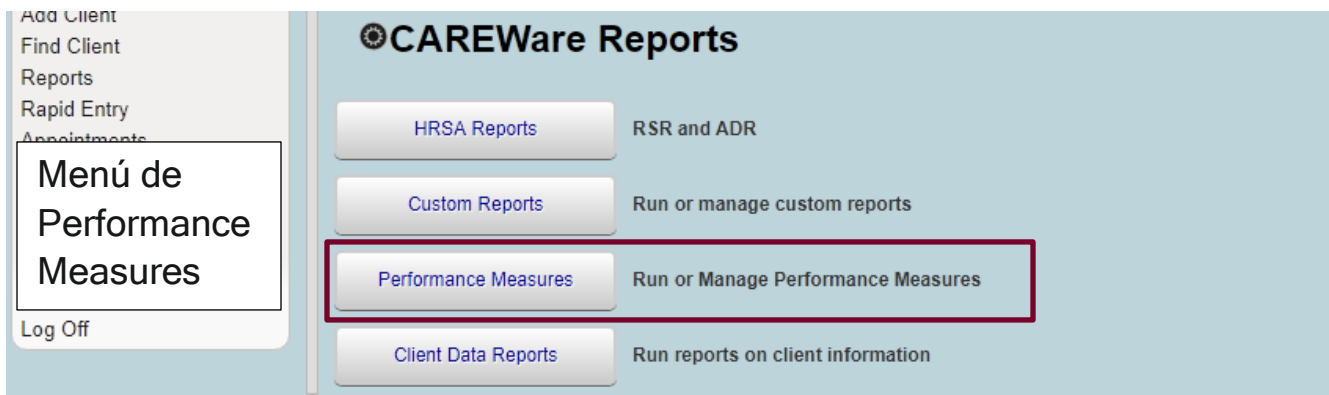 Add Client
Find Client
Reports
Rapid Entry
Appointments
Menú de
Performance
Measures
Log Off
CAREWare Reports
HRSA Reports RSR and ADR
Custom Reports Run or manage custom reports
Performance Measures Run or Manage Performance Measures
Client Data Reports Run reports on client information